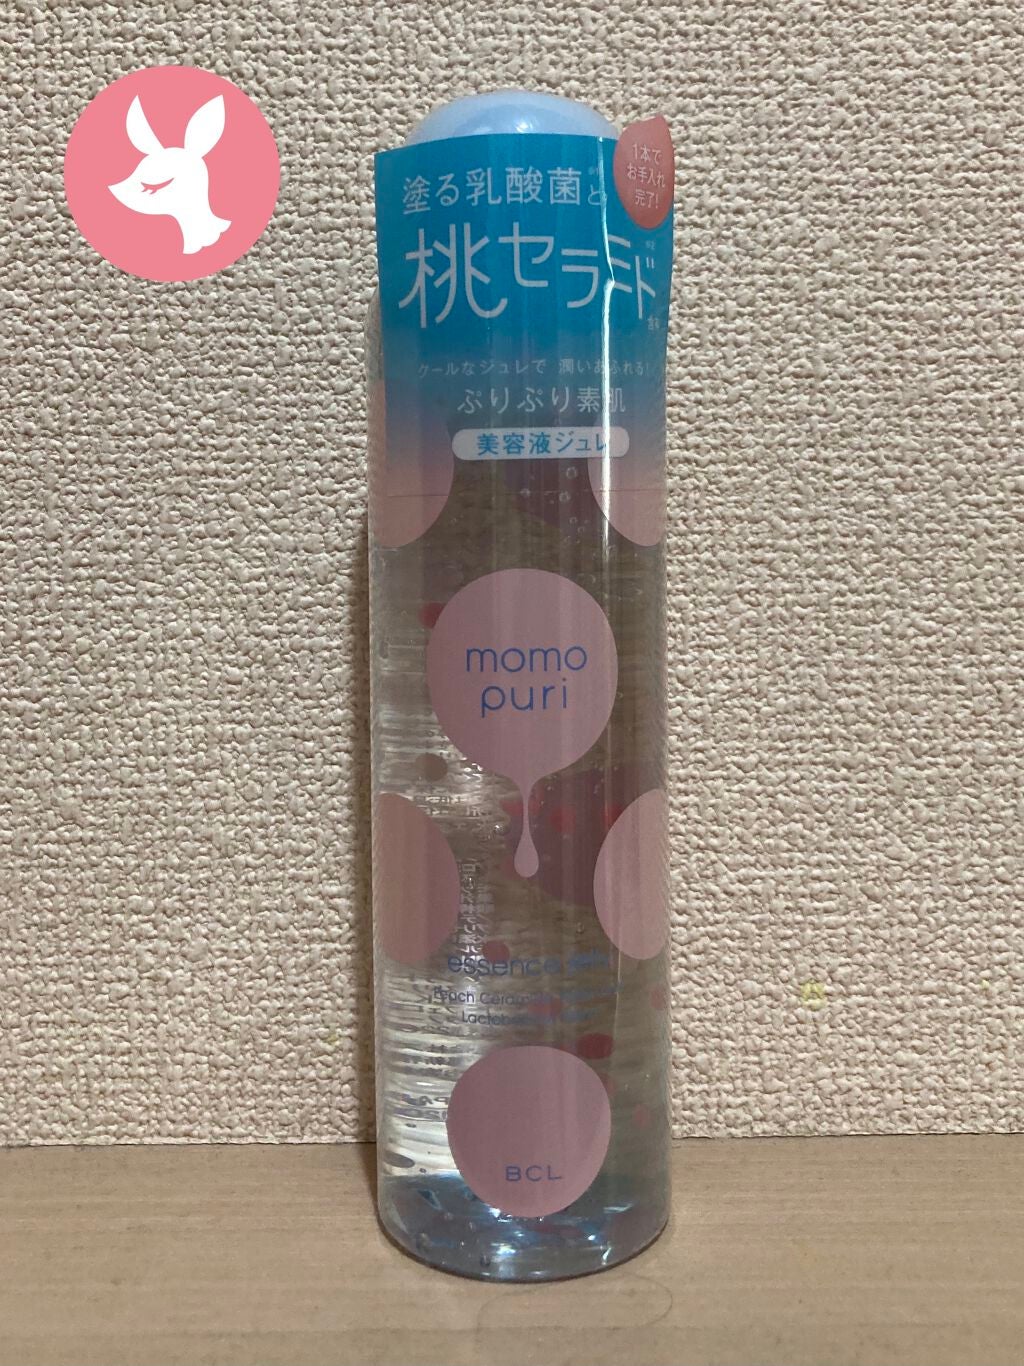 塗る乳酸菌と
桃セラミド
1本で
お手入れ
完了!
クールなジュレで 潤いあふれる!
ぷりぷり素肌
美容液ジュレ
momo
puri
essence
Peach
BCL